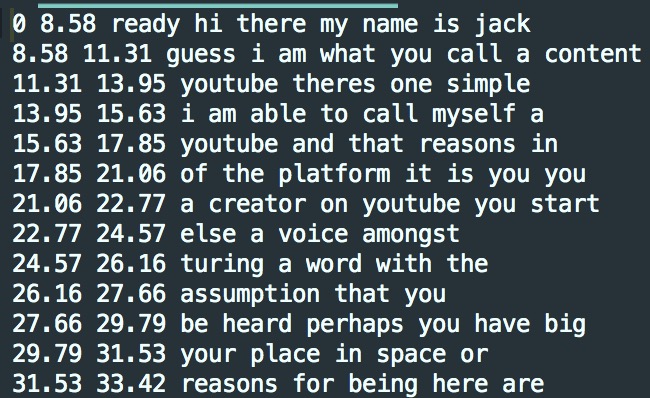 0 8.58 ready hi there my name is jack
8.58 11.31 guess i am what you call a content
11.31 13.95 youtube theres one simple
13.95 15.63 i am able to call myself a
15.63 17.85 youtube and that reasons in
17.85 21.06 of the platform it is you you
21.06 22.77 a creator on youtube you start
22.77 24.57 else a voice amongst
24.57 26.16 turing a word with the
26.16 27.66 assumption that you
27.66 29.79 be heard perhaps you have big
29.79 31.53 your place in space or
31.53 33.42 reasons for being here are